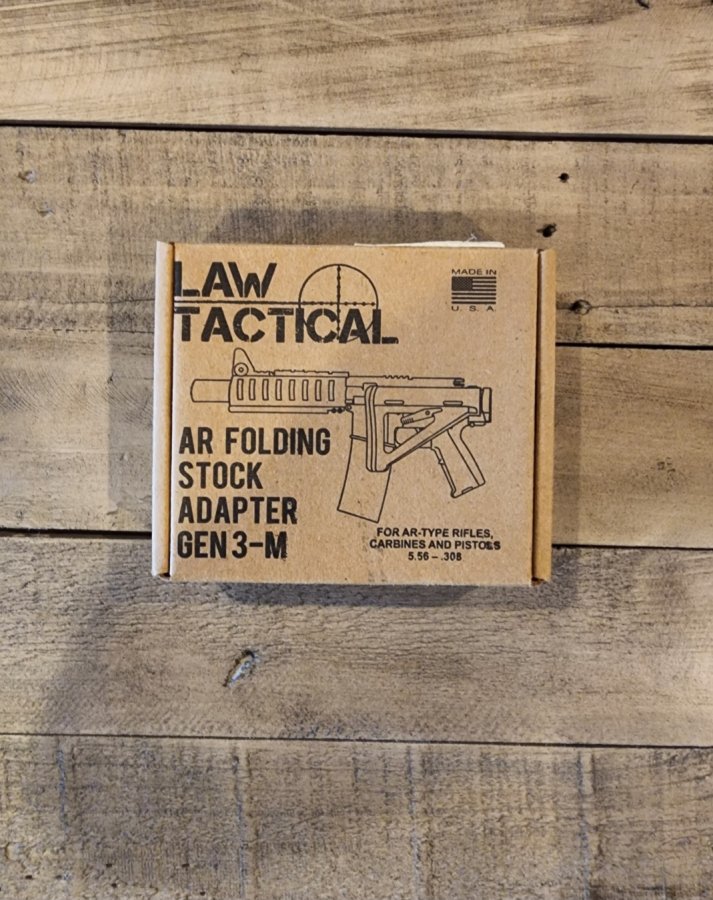 LAW
TACTICAL
MADE IN
U. S. A
AR FOLDING
STOCK
ADAPTER
GEN 3-M
FOR AR-TYPE RIFLES,
CARBINES AND PISTOLS
5.56 – .308